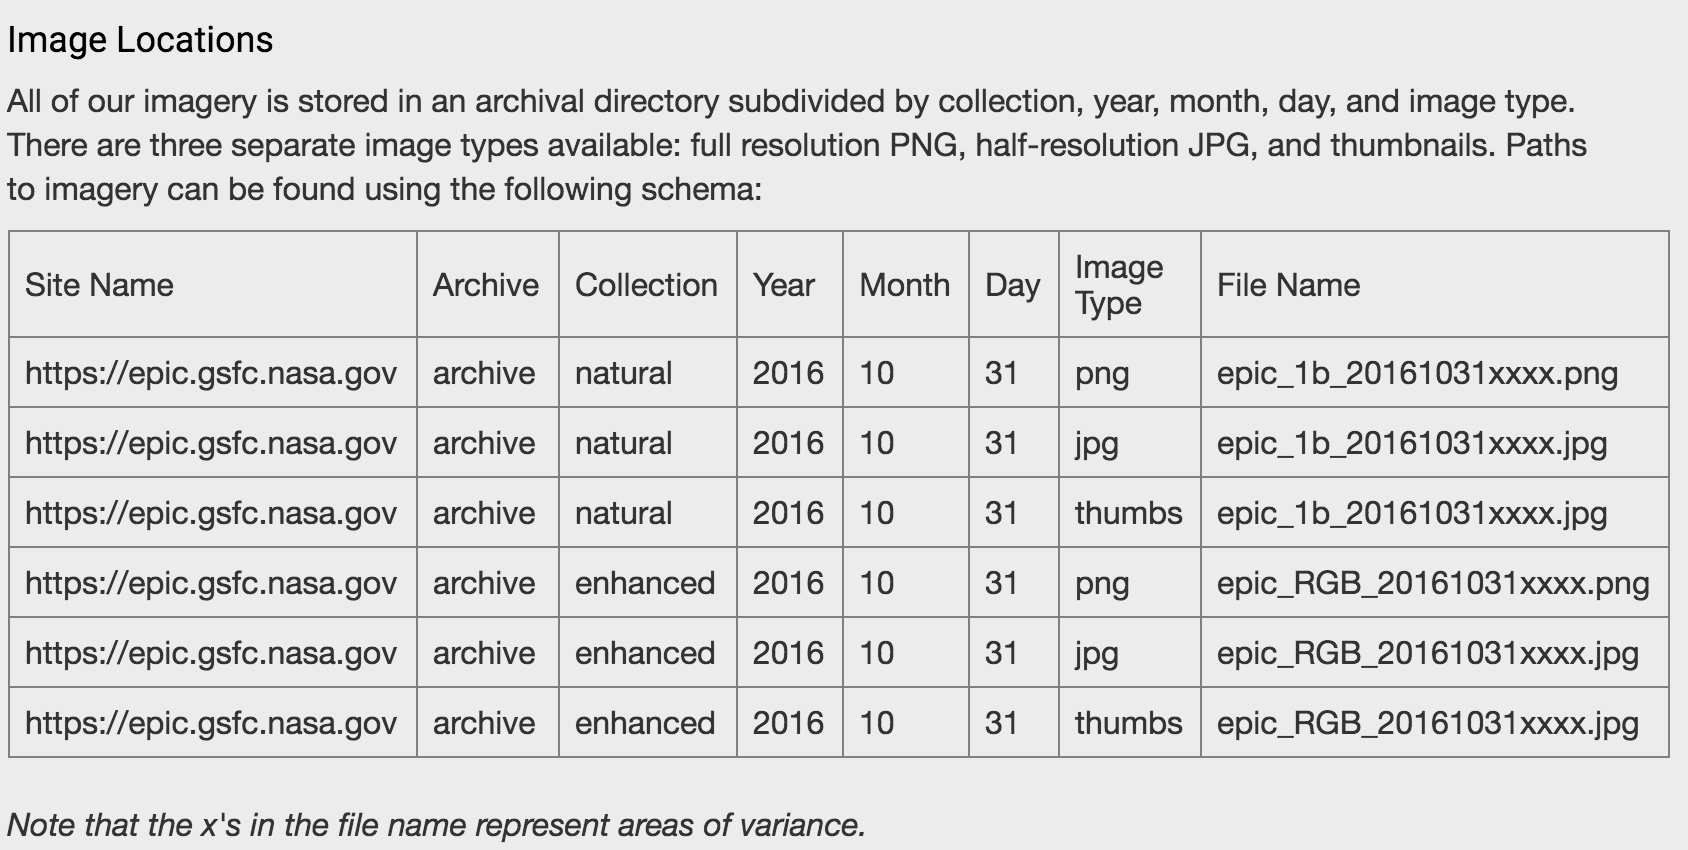 Image Locations
All of our imagery is stored in an archival directory subdivided by collection, year, month, day, and image type.
There are three separate image types available: full resolution PNG, half-resolution JPG, and thumbnails. Paths
to imagery can be found using the following schema:
Site Name Archive Collection Year Month Day Image Type File Name
https://epic.gsfc.nasa.gov archive natural 2016 10 31 png epic_1b_20161031xxxx.png
https://epic.gsfc.nasa.gov archive natural 2016 10 31 jpg epic_1b_20161031xxxx.jpg
https://epic.gsfc.nasa.gov archive natural 2016 10 31 thumbs epic_1b_20161031xxxx.jpg
https://epic.gsfc.nasa.gov archive enhanced 2016 10 31 png epic_RGB_20161031xxxx.png
https://epic.gsfc.nasa.gov archive enhanced 2016 10 31 jpg epic_RGB_20161031xxxx.jpg
https://epic.gsfc.nasa.gov archive enhanced 2016 10 31 thumbs epic_RGB_20161031xxxx.jpg
Note that the x's in the file name represent areas of variance.